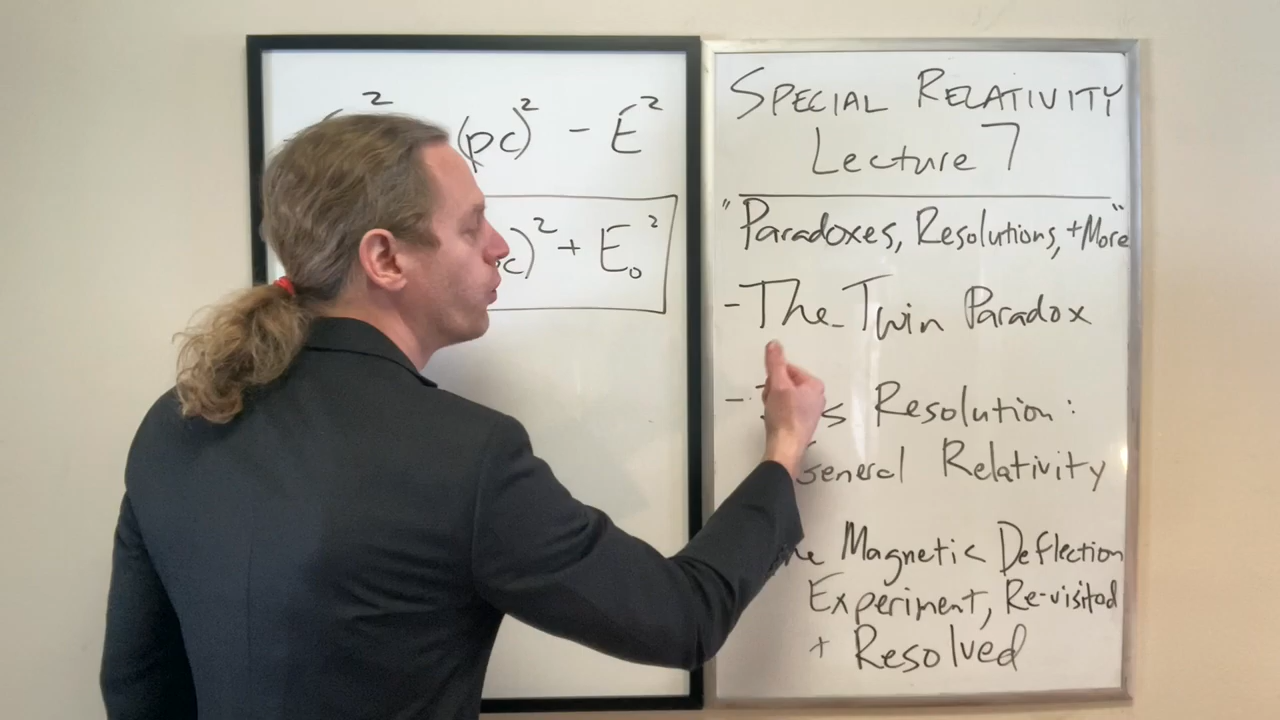 ² (pc)² - E²
c)² + E₀²
SPECIAL RELATIVITY
Lecture 7
"Paradoxes, Resolutions, + More"
- The Twin Paradox
- Resolution:
General Relativity
Magnetic Deflection
Experiment, Re-visited
+ Resolved